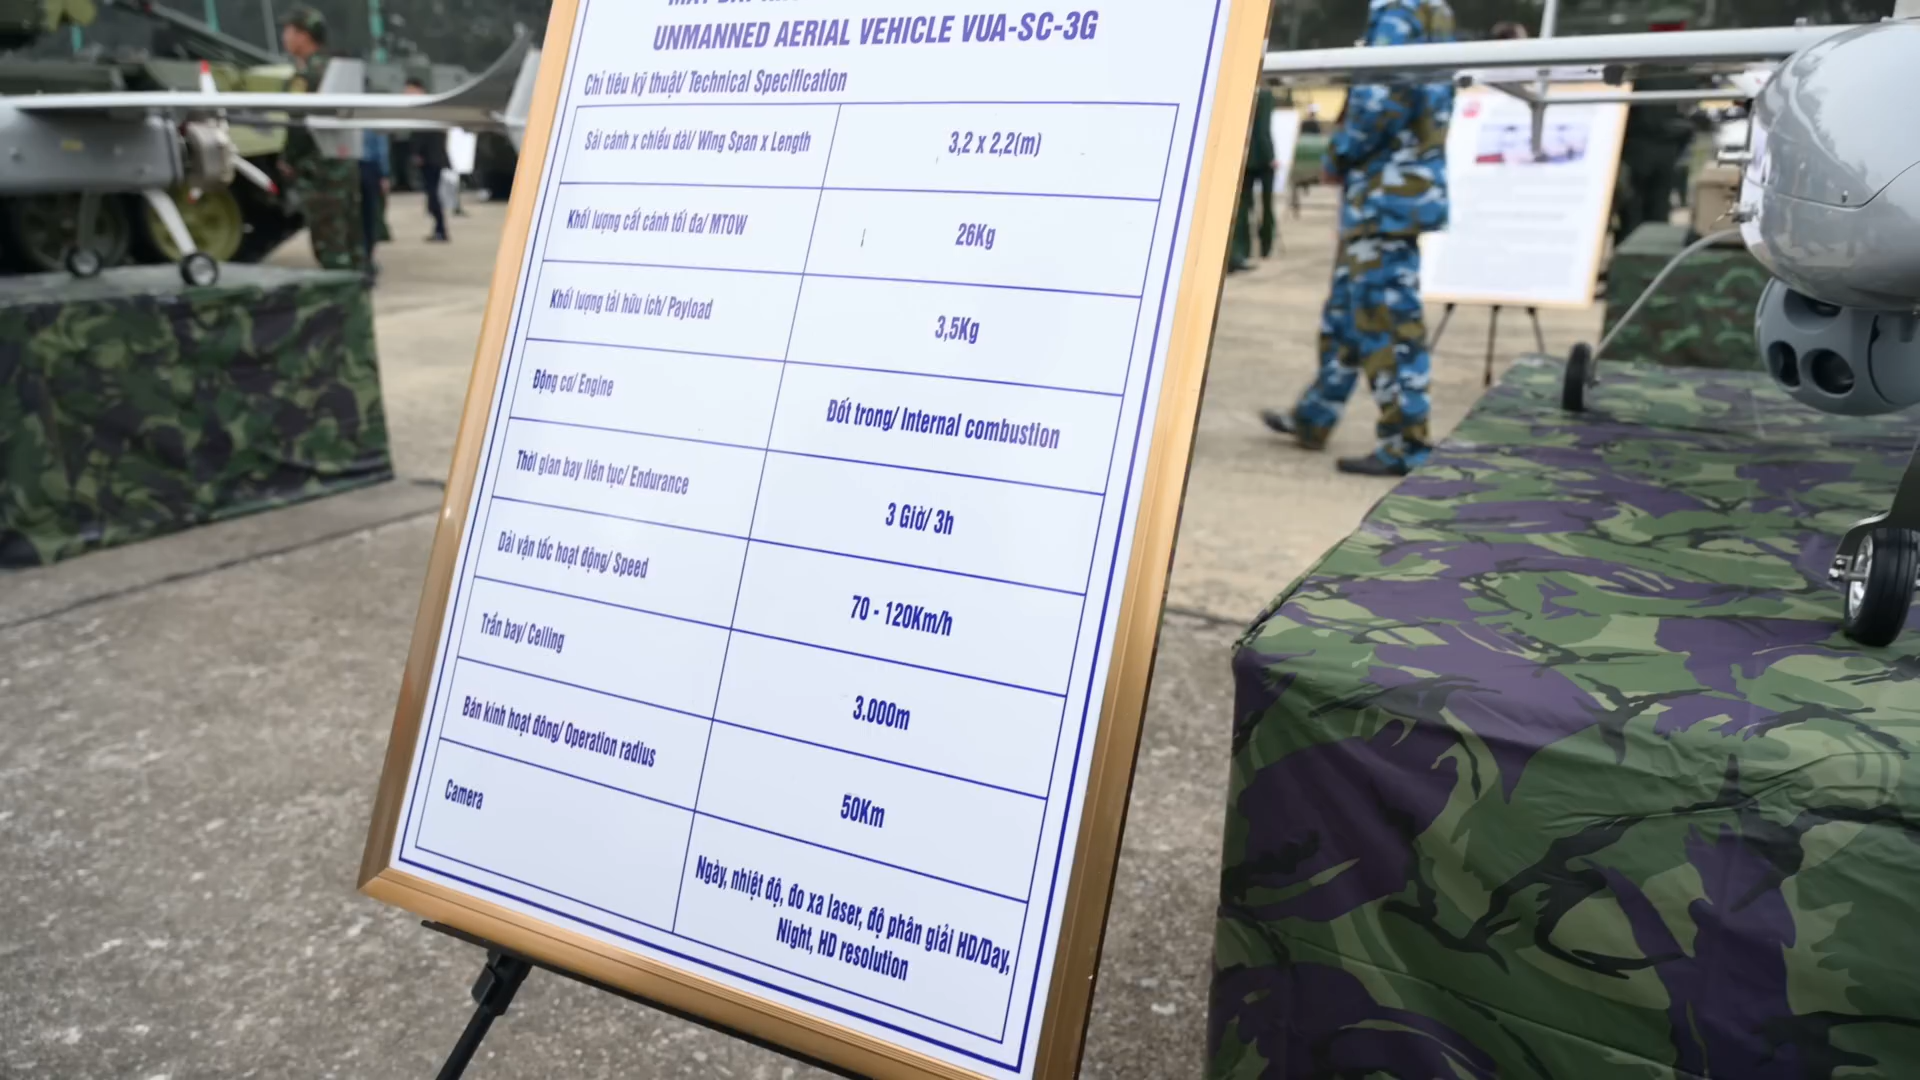 UNMANNED AERIAL VEHICLE VUA-SC-3G
Chỉ tiêu kỹ thuật/ Technical Specification
Sải cánh x chiều dài/ Wing Span x Length
3,2 x 2,2(m)
Khối lượng cất cánh tối đa/ MTOW
26Kg
Khối lượng tải hữu ích/ Payload
3,5Kg
Động cơ/ Engine
Đốt trong/ Internal combustion
Thời gian bay liên tục/ Endurance
3 Giờ/ 3h
Dải vận tốc hoạt động/ Speed
70 - 120Km/h
Trần bay/ Celling
3.000m
Bán kính hoạt đông/ Operation radius
50Km
Camera
Ngày, nhiệt độ, đo xa laser, độ phân giải HD/Day,
Night, HD resolution